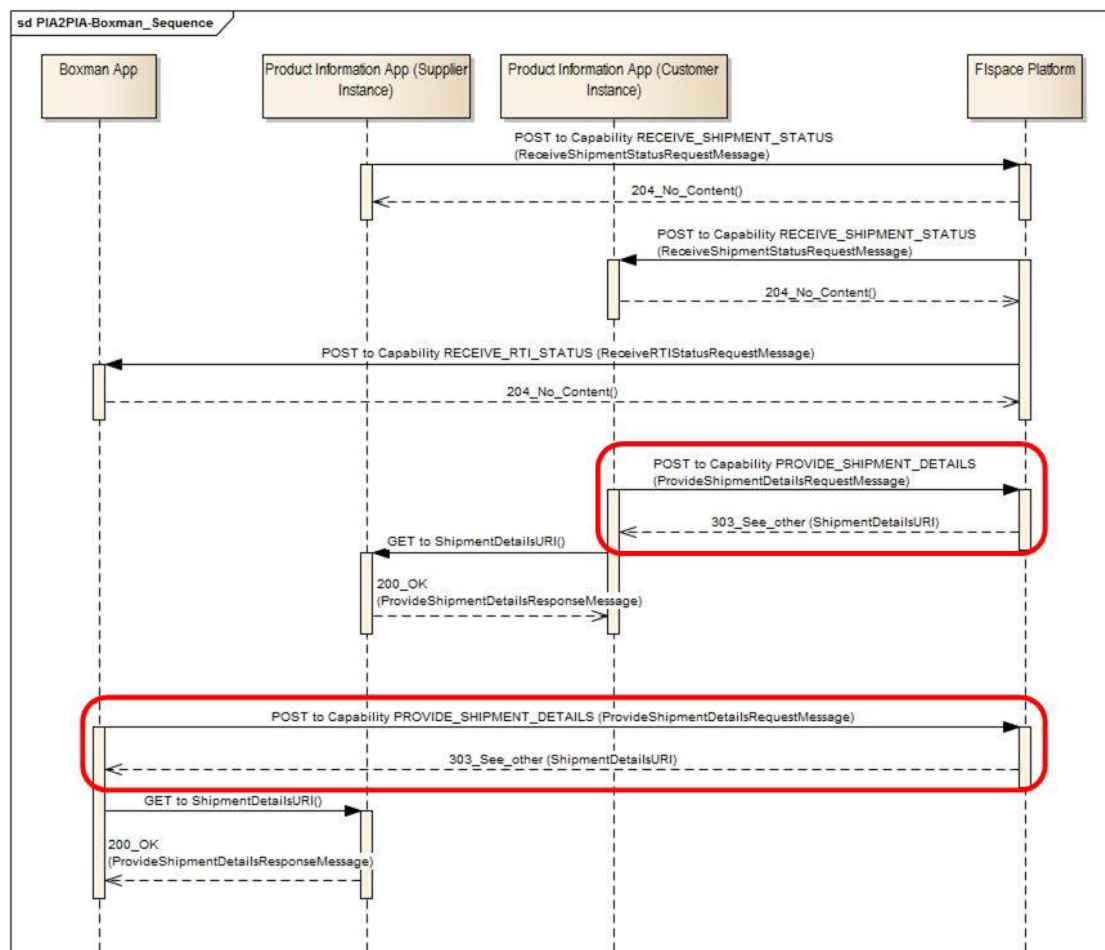 sd PIA2PIA-Boxman_Sequence
Boxman App
Product Information App (Supplier
Instance)
Product Information App (Customer
Instance)
FIspace Platform
POST to Capability RECEIVE_SHIPMENT_STATUS
(ReceiveShipmentStatusRequestMessage)
204_No_Content()
POST to Capability RECEIVE_SHIPMENT_STATUS
(ReceiveShipmentStatusRequestMessage)
204_No_Content()
POST to Capability RECEIVE_RTI_STATUS (ReceiveRTIStatusRequestMessage)
204_No_Content()
POST to Capability PROVIDE_SHIPMENT_DETAILS
(ProvideShipmentDetailsRequestMessage)
303_See_other (ShipmentDetailsURI)
GET to ShipmentDetailsURI()
200_OK
(ProvideShipmentDetailsResponseMessage)
POST to Capability PROVIDE_SHIPMENT_DETAILS (ProvideShipmentDetailsRequestMessage)
303_See_other (ShipmentDetailsURI)
GET to ShipmentDetailsURI()
200_OK
(ProvideShipmentDetailsResponseMessage)